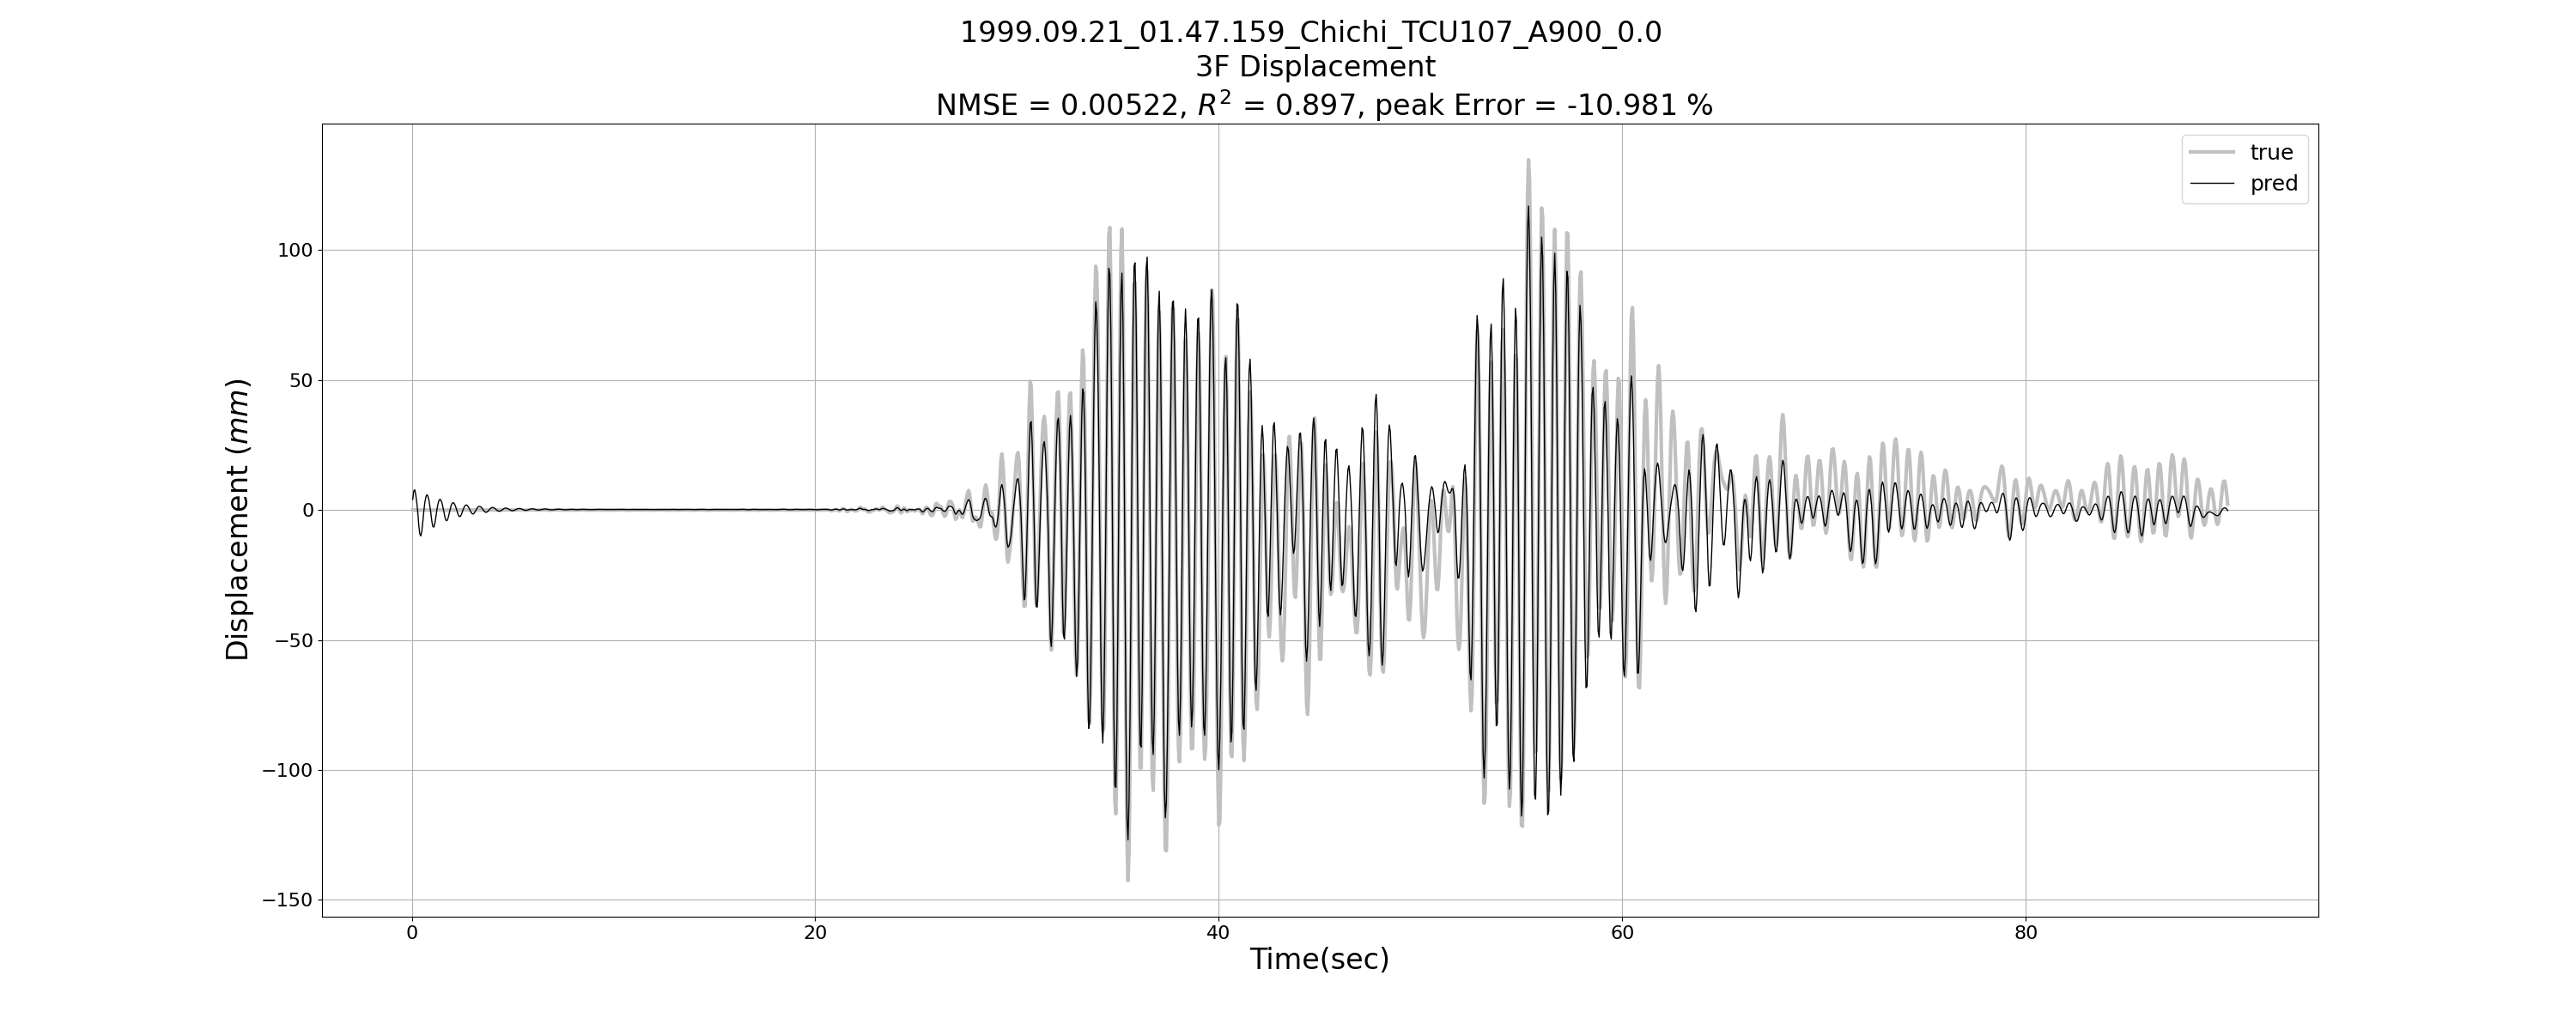 1999.09.21_01.47.159_Chichi_TCU107_A900_0.0
3F Displacement
NMSE = 0.00522, R² = 0.897, peak Error = -10.981 %
true
pred
Displacement (mm)
100
50
0
−50
−100
−150
0
20
40
60
80
Time(sec)